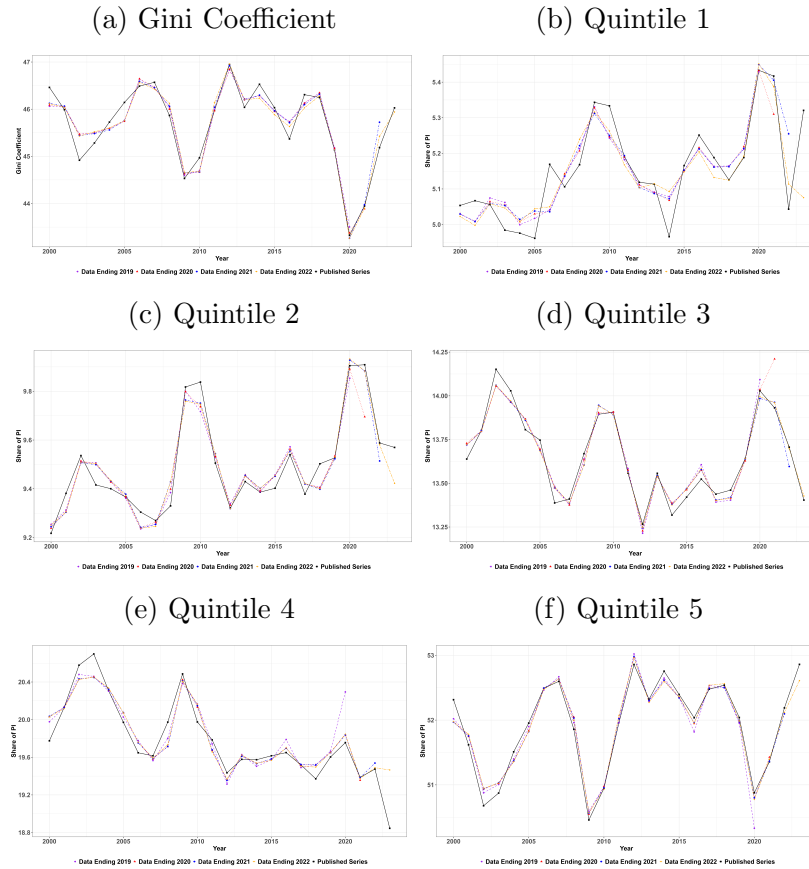 (a) Gini Coefficient
(b) Quintile 1
47
46
45
44
Gini Coefficient
2000 2005 2010 2015 2020
Year
• Data Ending 2019 • Data Ending 2020 • Data Ending 2021 • Data Ending 2022 • Published Series
5.4
5.3
5.2
5.1
5.0
Share of PI
2000 2005 2010 2015 2020
Year
• Data Ending 2019 • Data Ending 2020 • Data Ending 2021 • Data Ending 2022 • Published Series
(c) Quintile 2
(d) Quintile 3
9.8
9.6
9.4
9.2
Share of PI
2000 2005 2010 2015 2020
Year
• Data Ending 2019 • Data Ending 2020 • Data Ending 2021 • Data Ending 2022 • Published Series
14.25
14.00
13.75
13.50
13.25
Share of PI
2000 2005 2010 2015 2020
Year
• Data Ending 2019 • Data Ending 2020 • Data Ending 2021 • Data Ending 2022 • Published Series
(e) Quintile 4
(f) Quintile 5
20.4
20.0
19.6
19.2
18.8
Share of PI
2000 2005 2010 2015 2020
Year
• Data Ending 2019 • Data Ending 2020 • Data Ending 2021 • Data Ending 2022 • Published Series
53
52
51
Share of PI
2000 2005 2010 2015 2020
Year
• Data Ending 2019 • Data Ending 2020 • Data Ending 2021 • Data Ending 2022 • Published Series